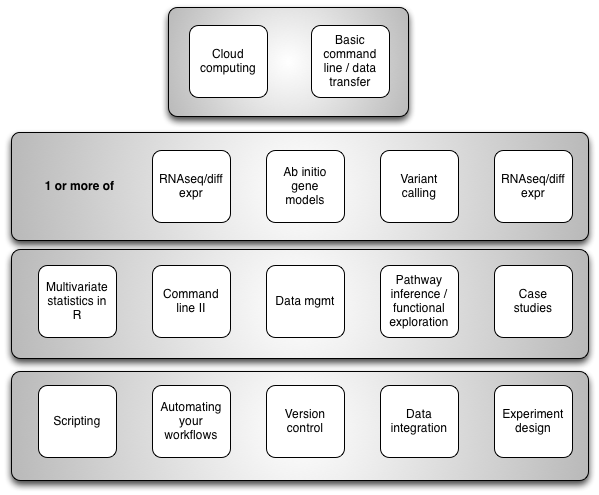 Cloud
computing
Basic
command
line / data
transfer
1 or more of
RNAseq/diff
expr
Ab initio
gene
models
Variant
calling
RNAseq/diff
expr
Multivariate
statistics in
R
Command
line II
Data mgmt
Pathway
inference /
functional
exploration
Case
studies
Scripting
Automating
your
workflows
Version
control
Data
integration
Experiment
design